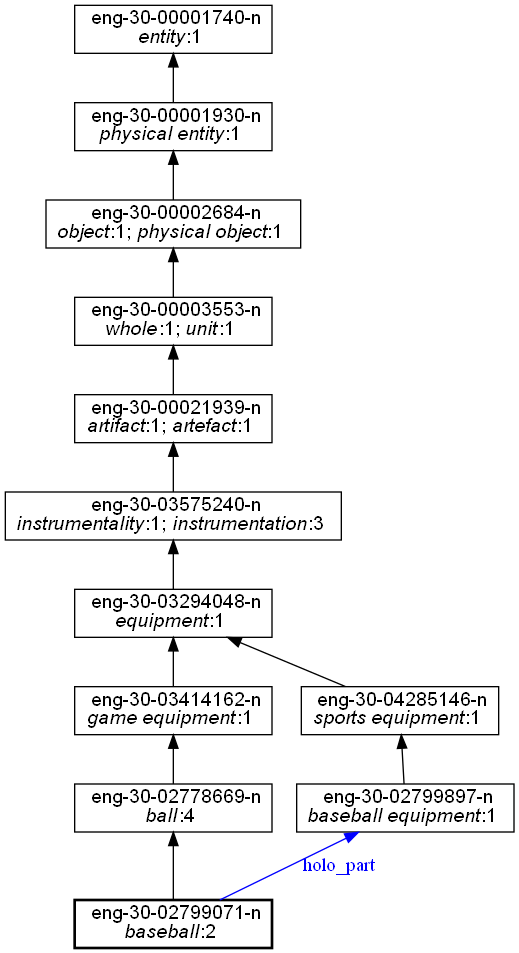 eng-30-00001740-n
entity:1
eng-30-00001930-n
physical entity:1
eng-30-00002684-n
object:1; physical object:1
eng-30-00003553-n
whole:1; unit:1
eng-30-00021939-n
artifact:1; artefact:1
eng-30-03575240-n
instrumentality:1; instrumentation:3
eng-30-03294048-n
equipment:1
eng-30-03414162-n
game equipment:1
eng-30-04285146-n
sports equipment:1
eng-30-02778669-n
ball:4
eng-30-02799897-n
baseball equipment:1
holo_part
eng-30-02799071-n
baseball:2